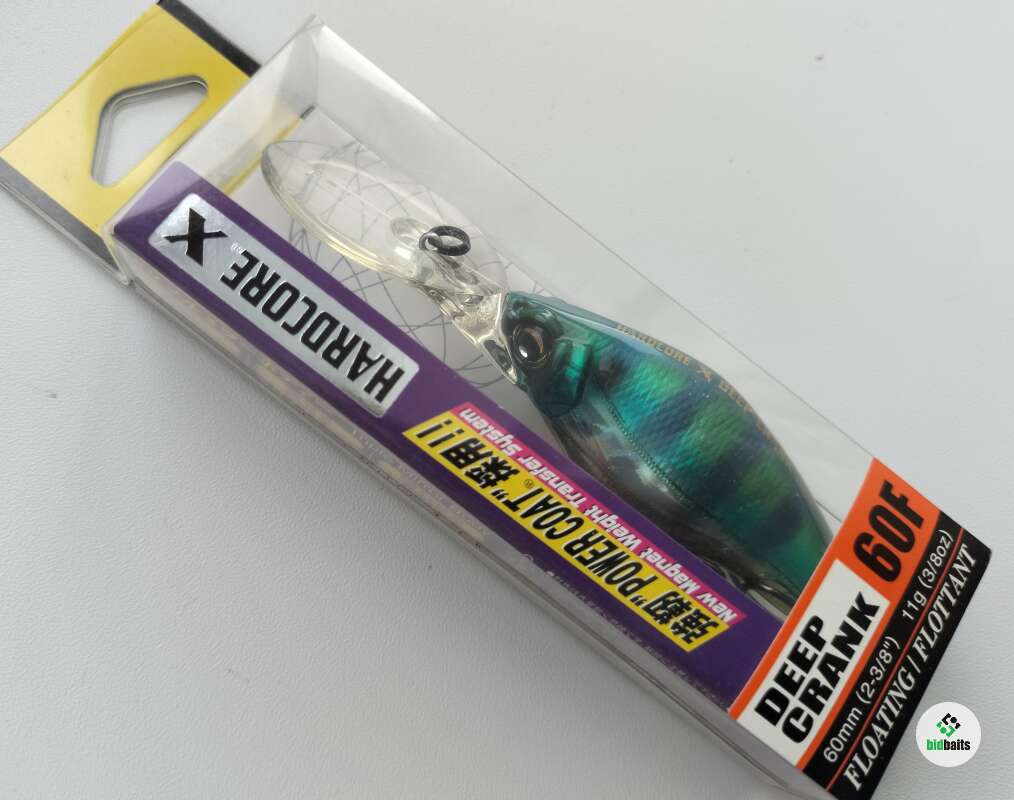 HARDCORE X®
強靭"POWER COAT"®採用!!
New Magnet Weight Transfer System
HARDCORE X
DEEP
CRANK
60F
60mm (2-3/8") 11g (3/8oz)
FLOATING / FLOTTANT
bidbaits